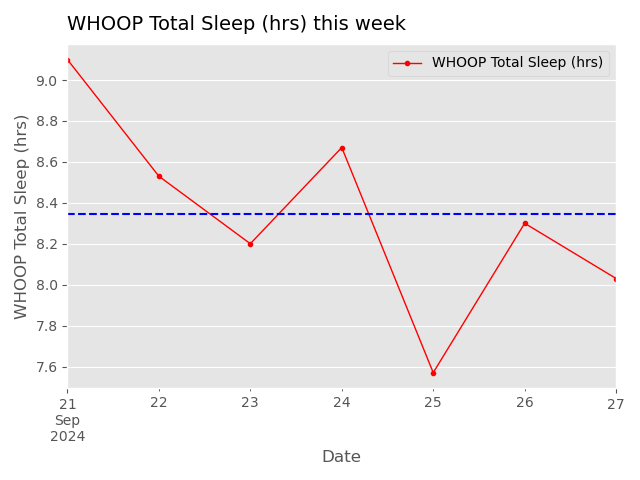 WHOOP Total Sleep (hrs) this week
WHOOP Total Sleep (hrs)
WHOOP Total Sleep (hrs)
9.0
8.8
8.6
8.4
8.2
8.0
7.8
7.6
21 22 23 24 25 26 27
Sep
2024
Date